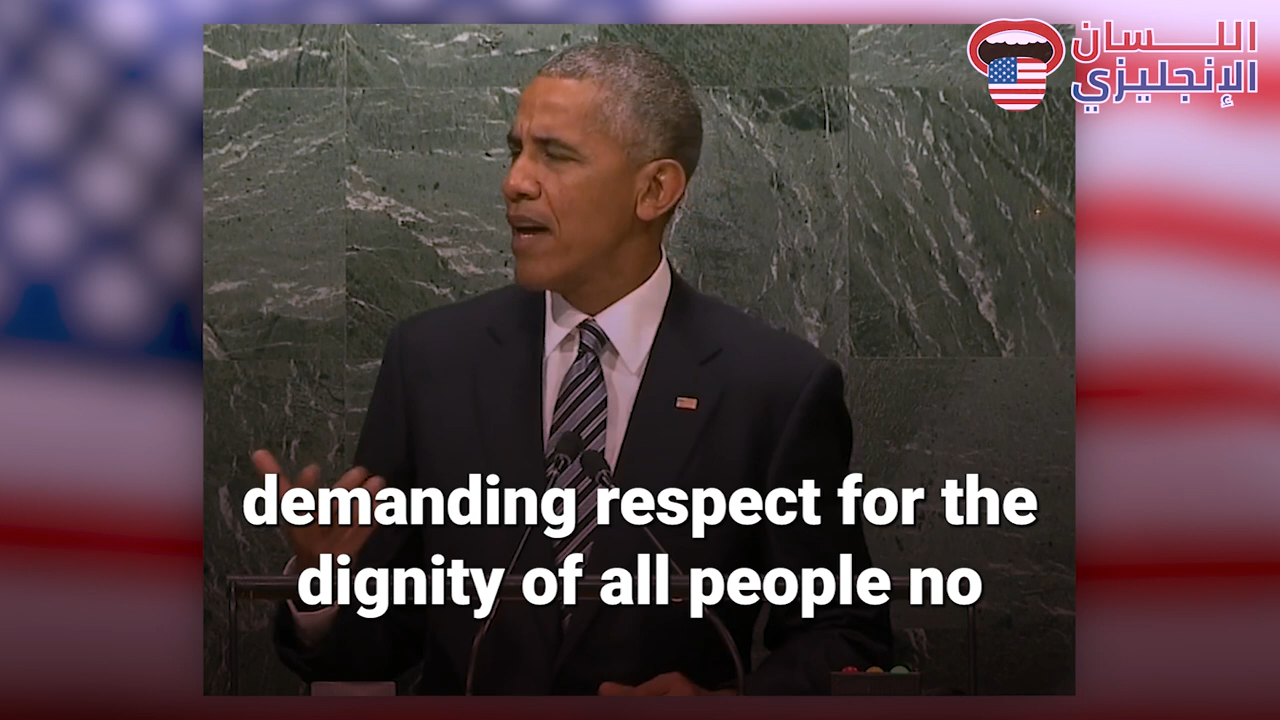 اللسان
الإنجليزي
demanding respect for the
dignity of all people no